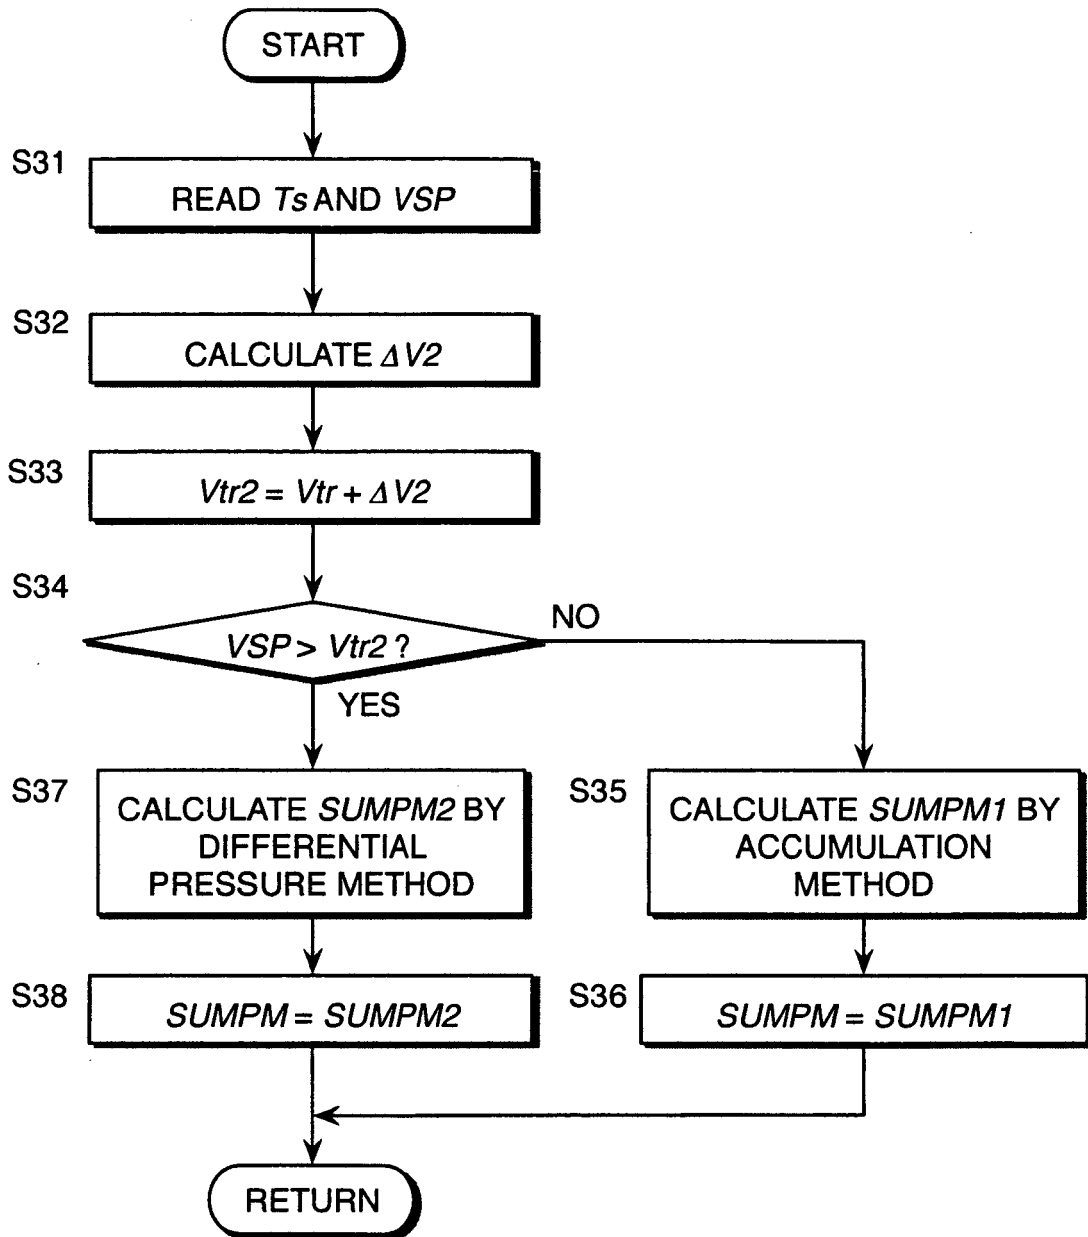 START
S31
READ Ts AND VSP
S32
CALCULATE ΔV2
S33
Vtr2 = Vtr + ΔV2
S34
VSP > Vtr2 ?
NO
YES
S37
CALCULATE SUMPM2 BY
DIFFERENTIAL
PRESSURE METHOD
S35
CALCULATE SUMPM1 BY
ACCUMULATION
METHOD
S38
SUMPM = SUMPM2
S36
SUMPM = SUMPM1
RETURN